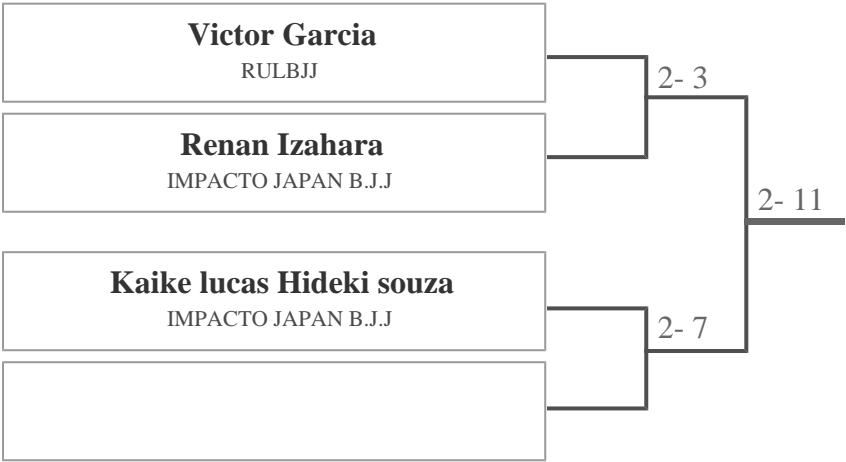 Victor Garcia
RULBJJ
2- 3
Renan Izahara
IMPACTO JAPAN B.J.J
2- 11
Kaike lucas Hideki souza
IMPACTO JAPAN B.J.J
2- 7